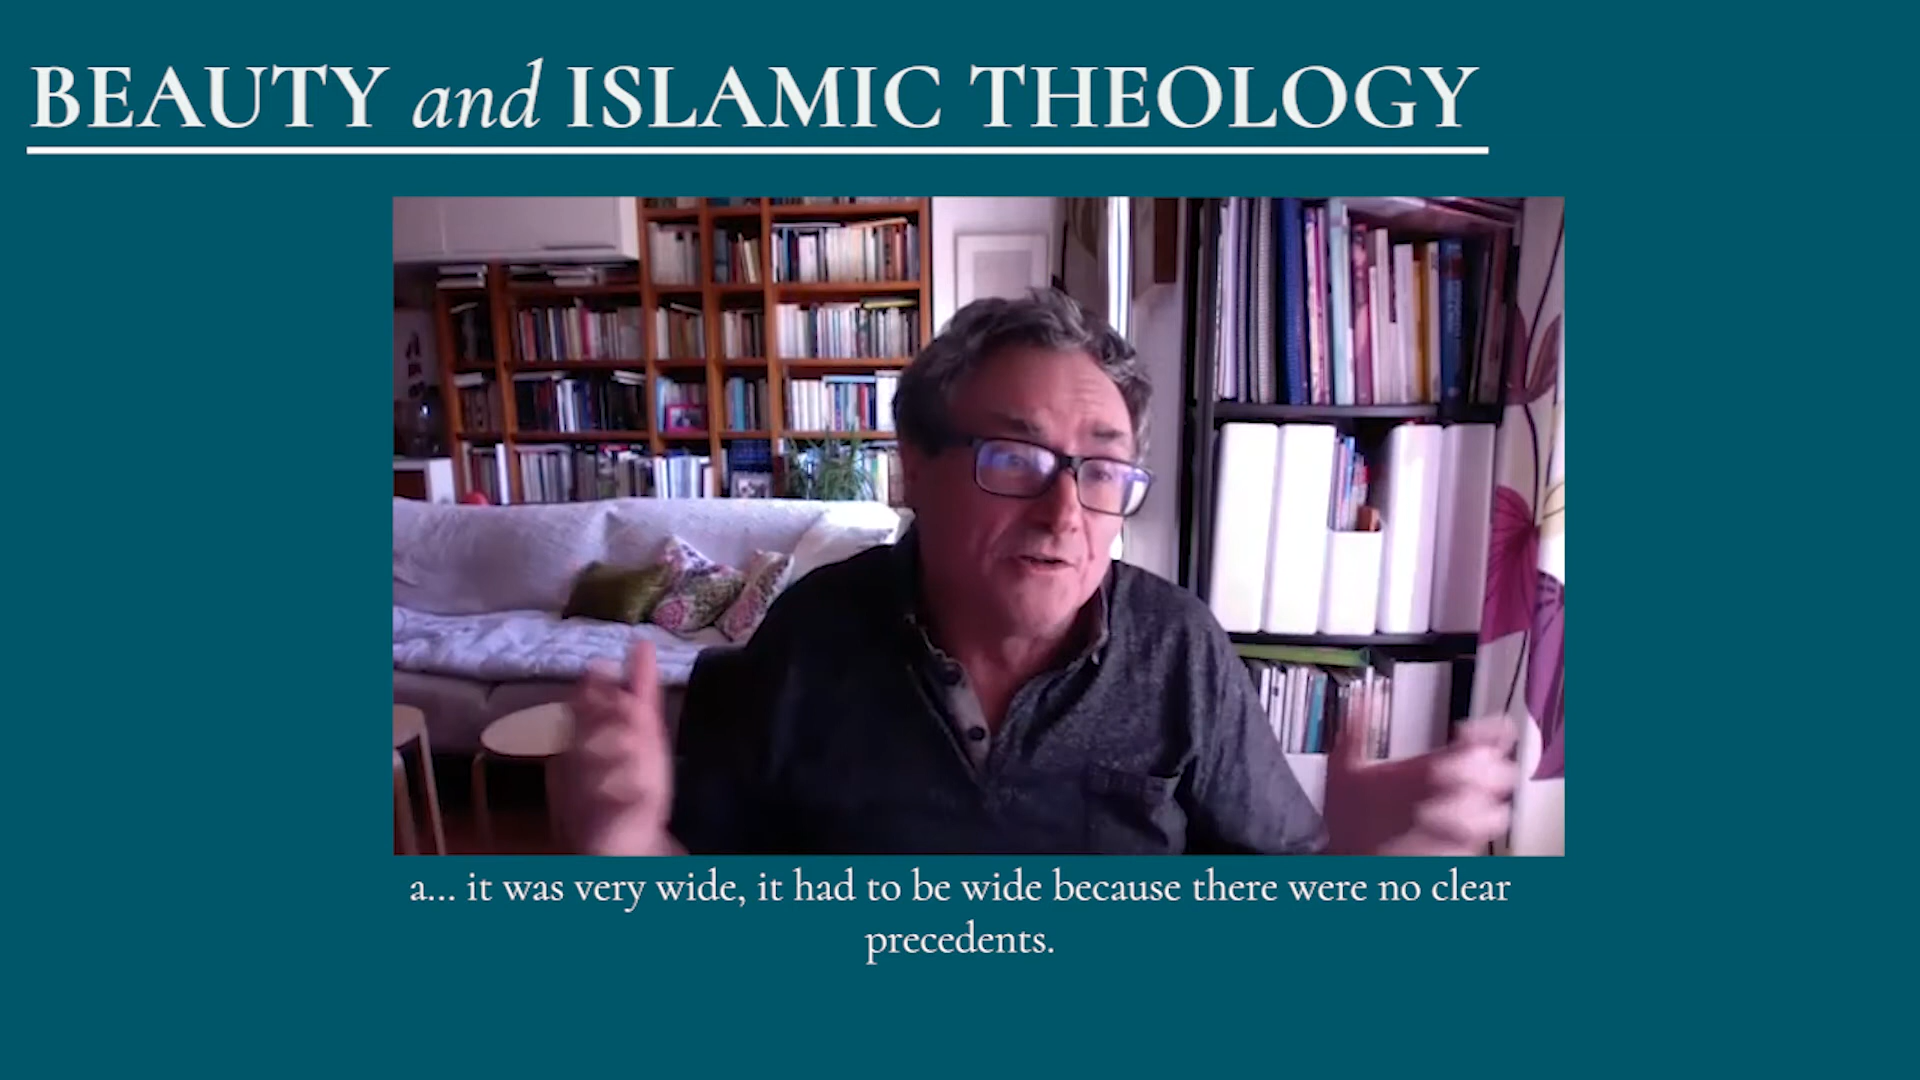 BEAUTY and ISLAMIC THEOLOGY
a... it was very wide, it had to be wide because there were no clear
precedents.